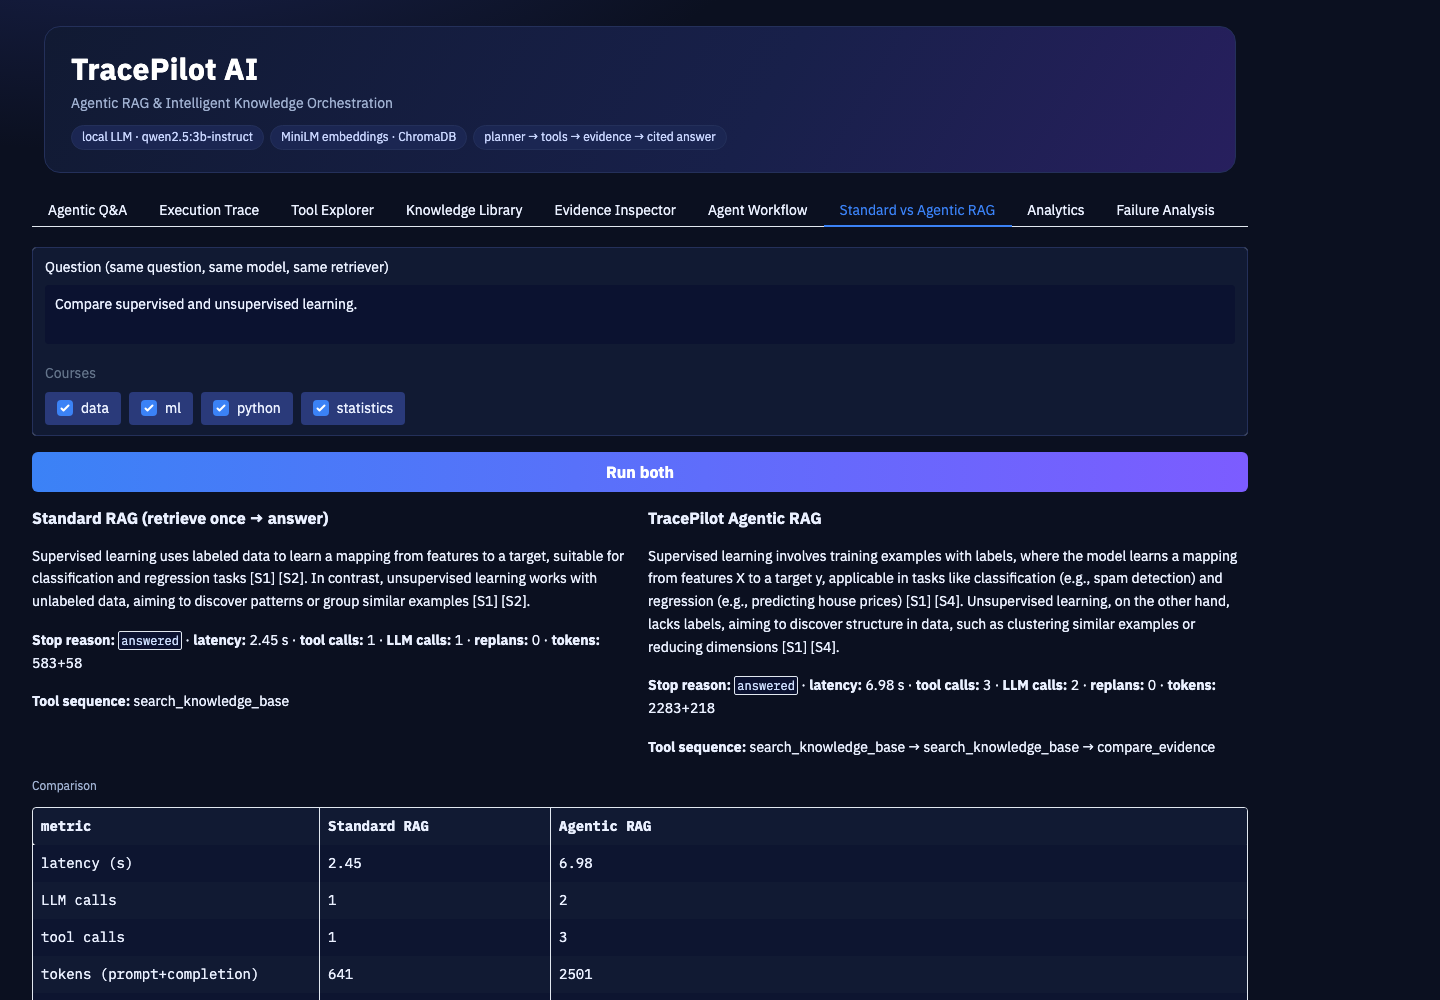 TracePilot AI
Agentic RAG & Intelligent Knowledge Orchestration
local LLM · qwen2.5:3b-instruct MiniLM embeddings · ChromaDB planner → tools → evidence → cited answer
Agentic Q&A Execution Trace Tool Explorer Knowledge Library Evidence Inspector Agent Workflow Standard vs Agentic RAG Analytics Failure Analysis
Question (same question, same model, same retriever)
Compare supervised and unsupervised learning.
Courses
data ml python statistics
Run both
Standard RAG (retrieve once → answer)
Supervised learning uses labeled data to learn a mapping from features to a target, suitable for
classification and regression tasks [S1] [S2]. In contrast, unsupervised learning works with
unlabeled data, aiming to discover patterns or group similar examples [S1] [S2].
Stop reason: answered · latency: 2.45 s · tool calls: 1 · LLM calls: 1 · replans: 0 · tokens:
583+58
Tool sequence: search_knowledge_base
TracePilot Agentic RAG
Supervised learning involves training examples with labels, where the model learns a mapping
from features X to a target y, applicable in tasks like classification (e.g., spam detection) and
regression (e.g., predicting house prices) [S1] [S4]. Unsupervised learning, on the other hand,
lacks labels, aiming to discover structure in data, such as clustering similar examples or
reducing dimensions [S1] [S4].
Stop reason: answered · latency: 6.98 s · tool calls: 3 · LLM calls: 2 · replans: 0 · tokens:
2283+218
Tool sequence: search_knowledge_base → search_knowledge_base → compare_evidence
Comparison
metric Standard RAG Agentic RAG
latency (s) 2.45 6.98
LLM calls 1 2
tool calls 1 3
tokens (prompt+completion) 641 2501